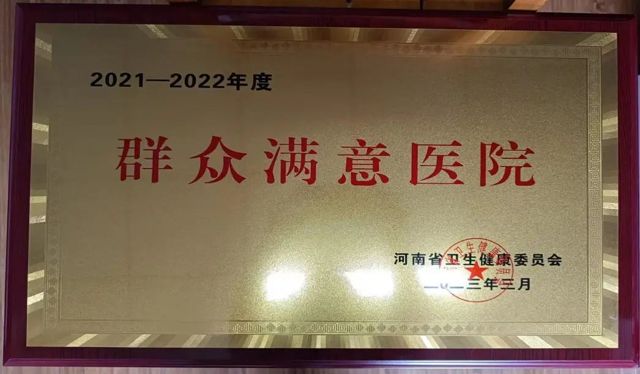 2021—2022年度
群众满意医院
河南省卫生健康委员会
二〇二三年三月